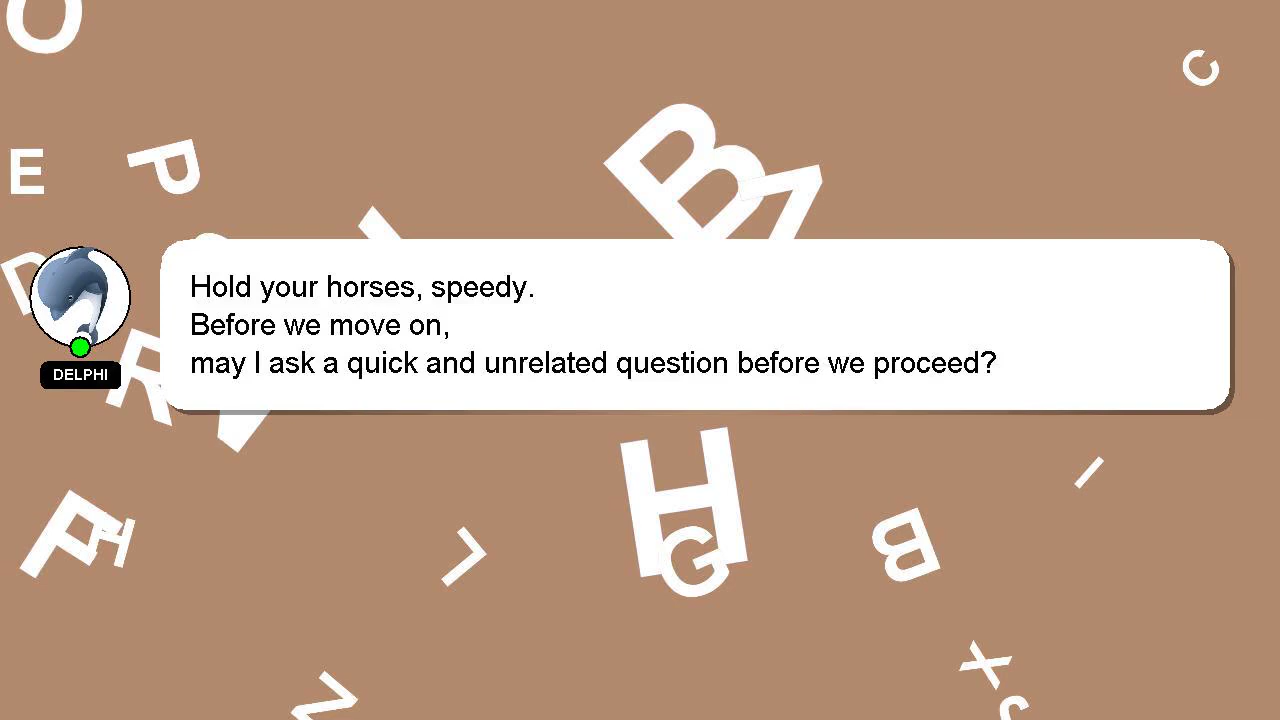 O
C
E
P
B
Z
D
Hold your horses, speedy.
Before we move on,
may I ask a quick and unrelated question before we proceed?
DELPHI
R
H
F
H
G
L
B
I
X
Z
J